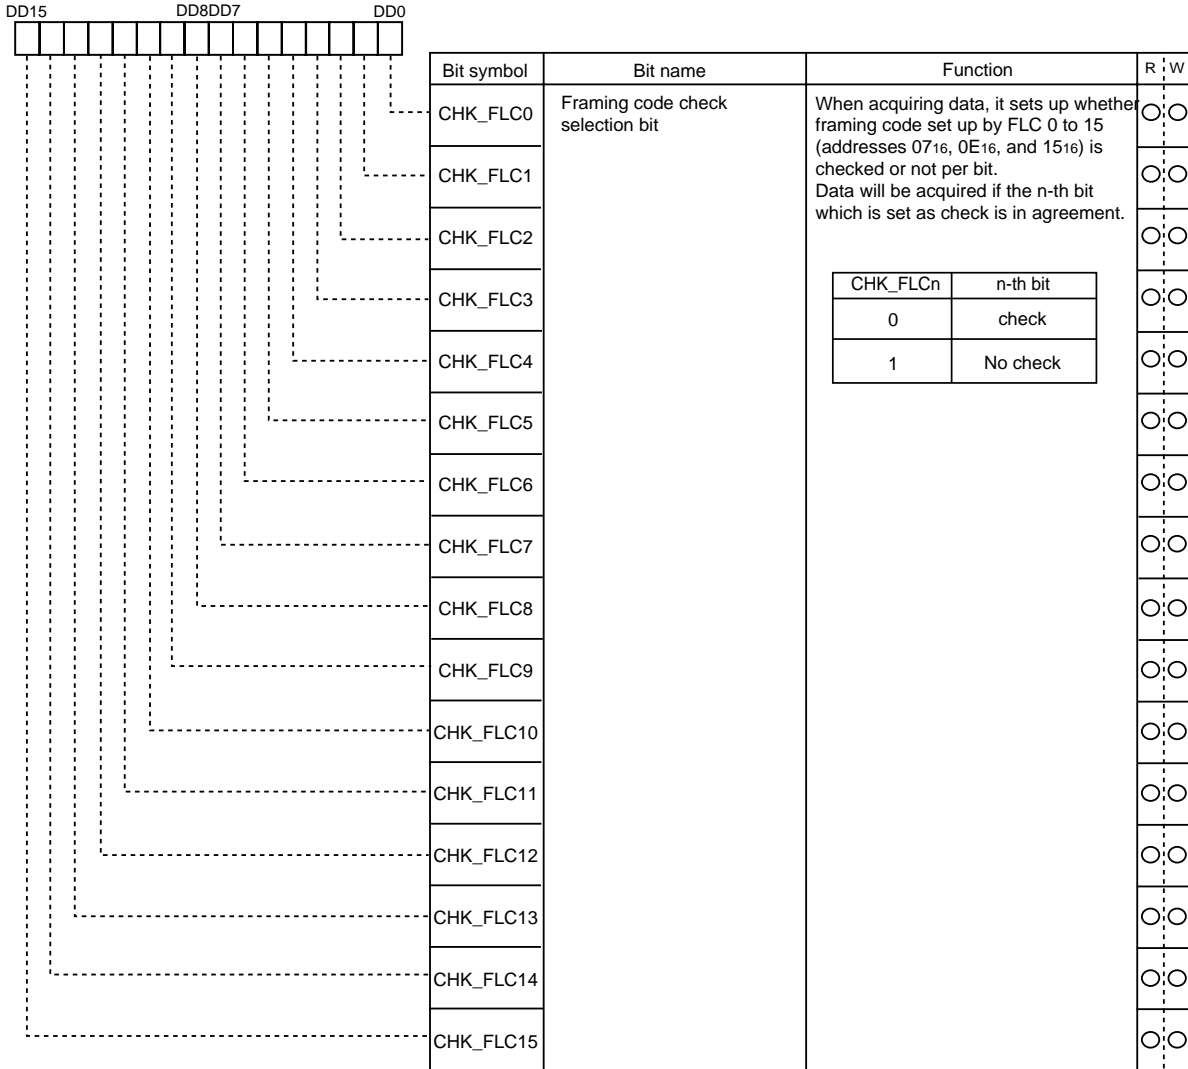 DD15 DD8DD7 DD0
Bit symbol Bit name Function R W
CHK_FLC0 Framing code check
selection bit
When acquiring data, it sets up whether
framing code set up by FLC 0 to 15
(addresses 0716, 0E16, and 1516) is
checked or not per bit.
Data will be acquired if the n-th bit
which is set as check is in agreement.
CHK_FLCn n-th bit
0 check
1 No check
CHK_FLC1
CHK_FLC2
CHK_FLC3
CHK_FLC4
CHK_FLC5
CHK_FLC6
CHK_FLC7
CHK_FLC8
CHK_FLC9
CHK_FLC10
CHK_FLC11
CHK_FLC12
CHK_FLC13
CHK_FLC14
CHK_FLC15